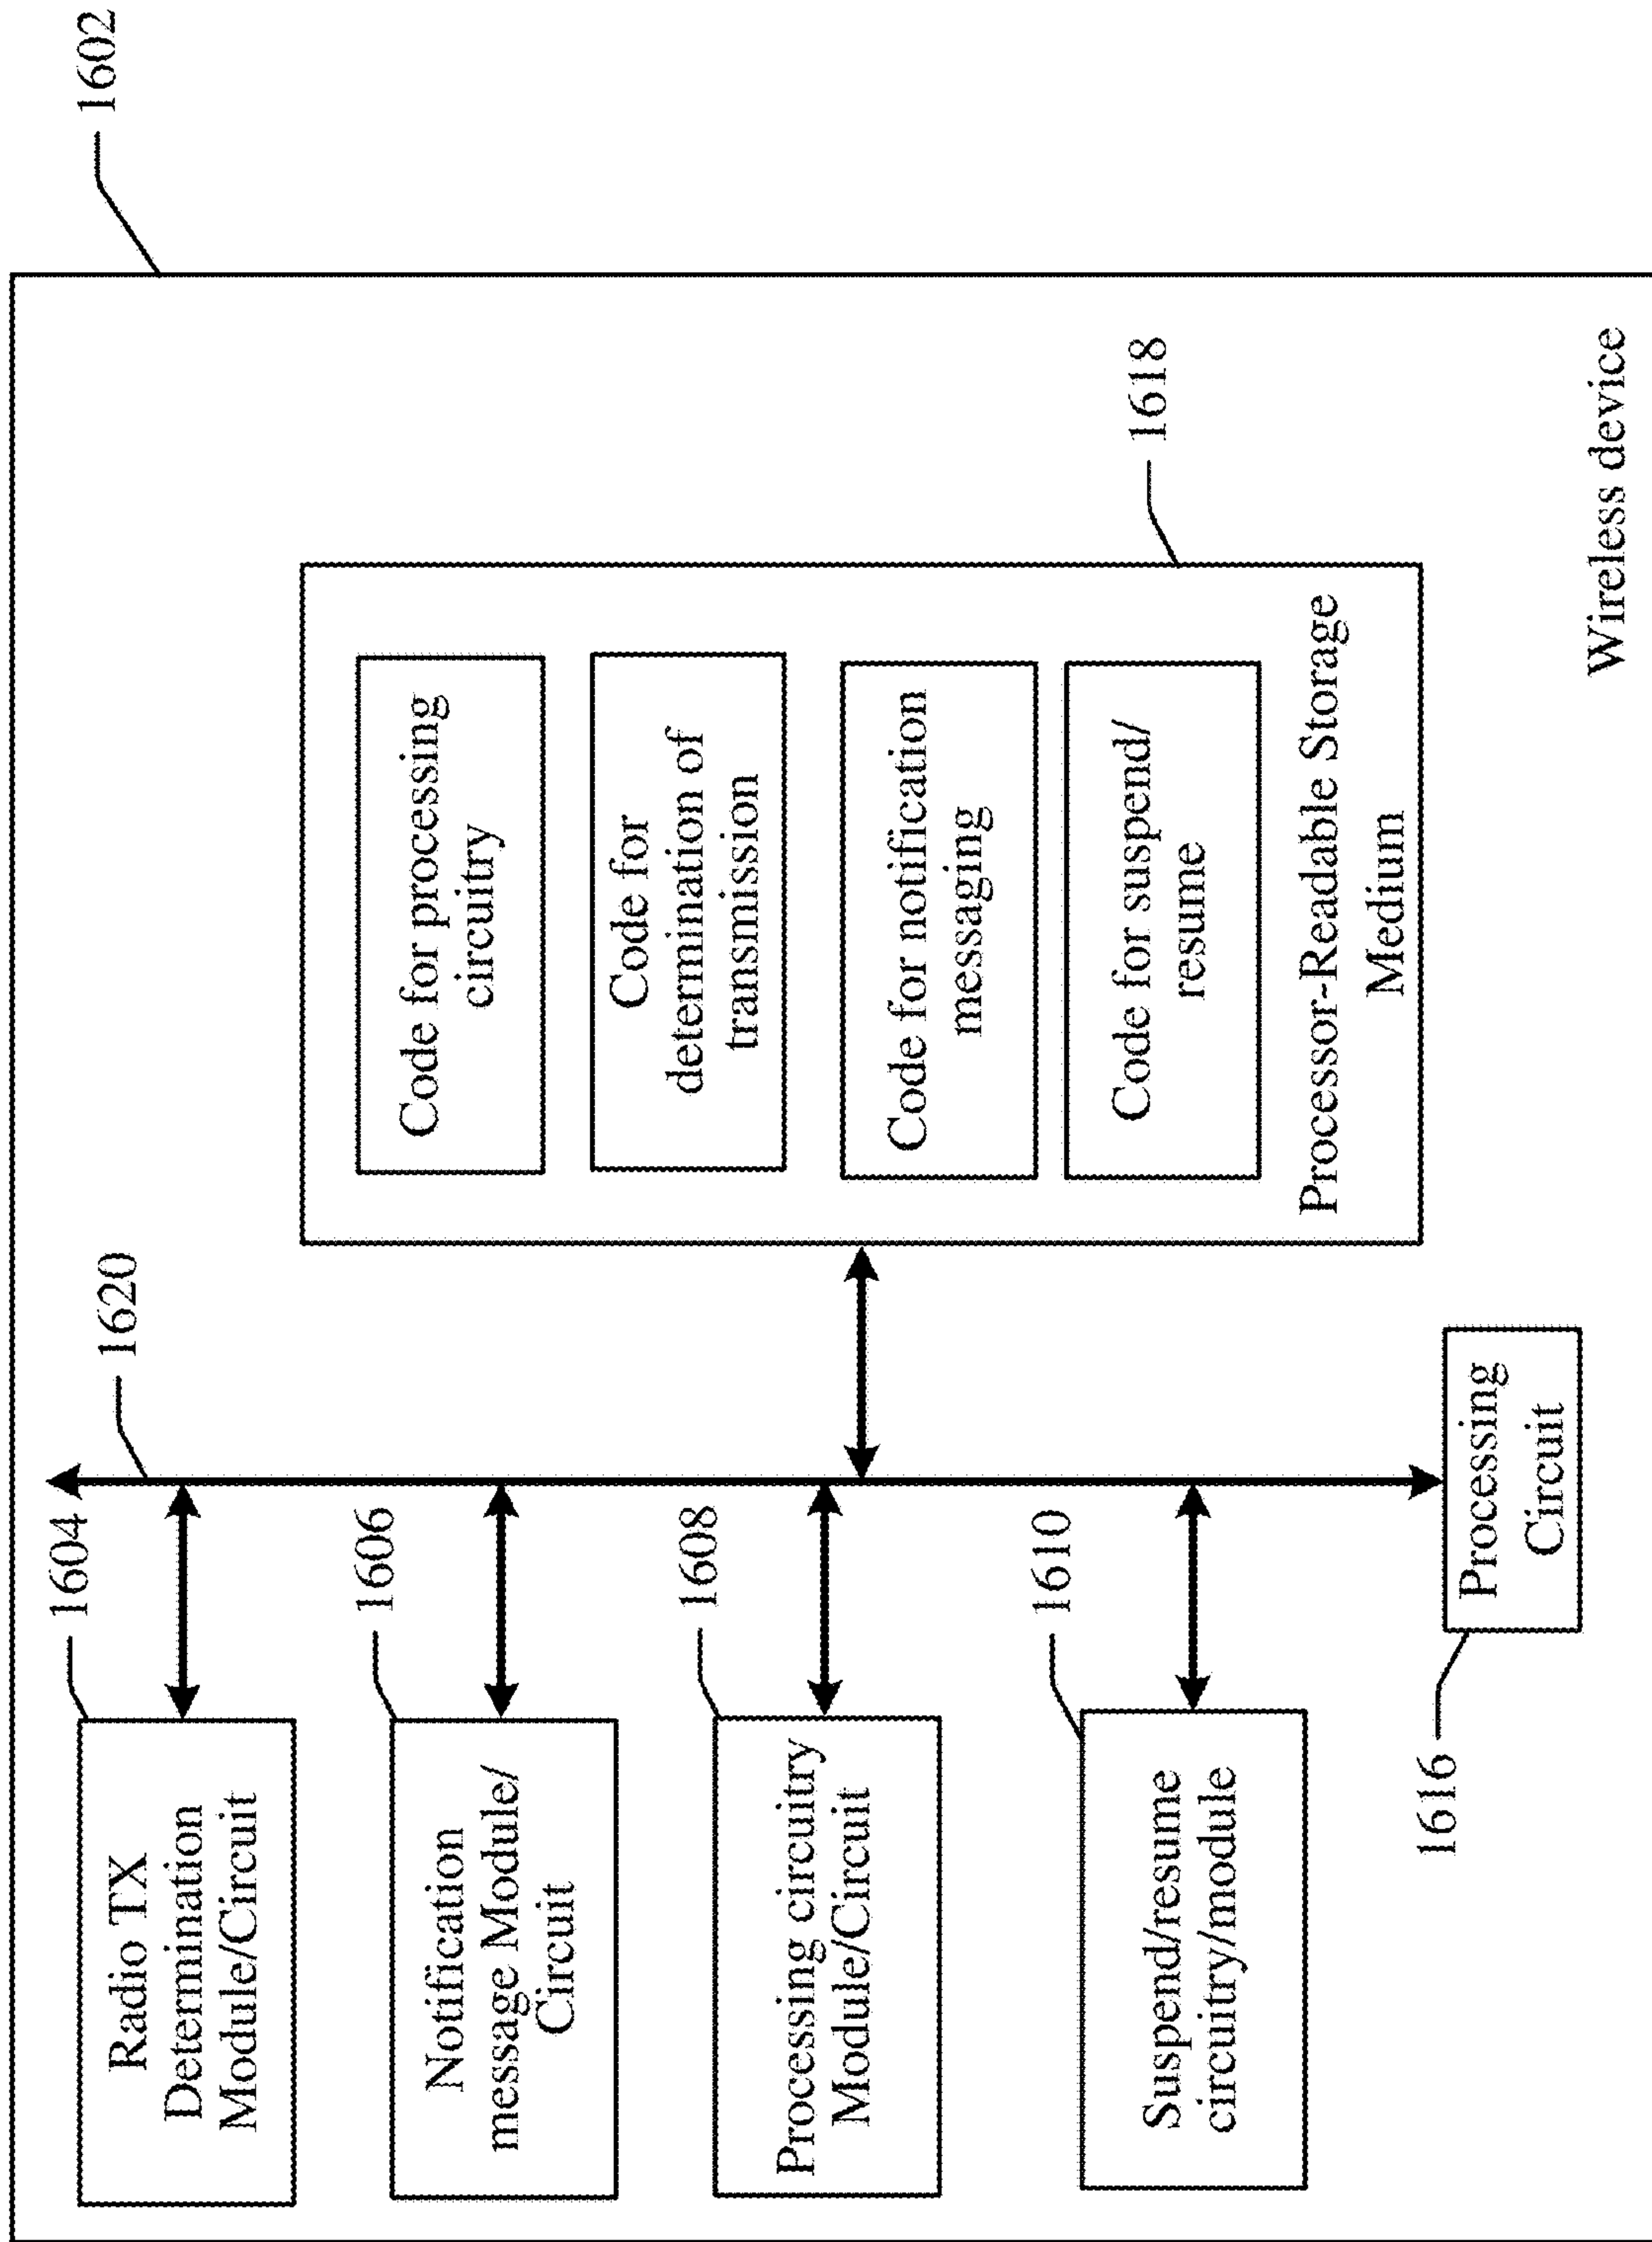 1602
1604
Radio TX
Determination
Module/Circuit
1620
1606
Notification
message Module/
Circuit
1608
Processing circuitry
Module/Circuit
1610
Suspend/resume
circuitry/module
1616
Processing
Circuit
1618
Code for processing
circuitry
Code for
determination of
transmission
Code for notification
messaging
Code for suspend/
resume
Processor-Readable Storage
Medium
Wireless device